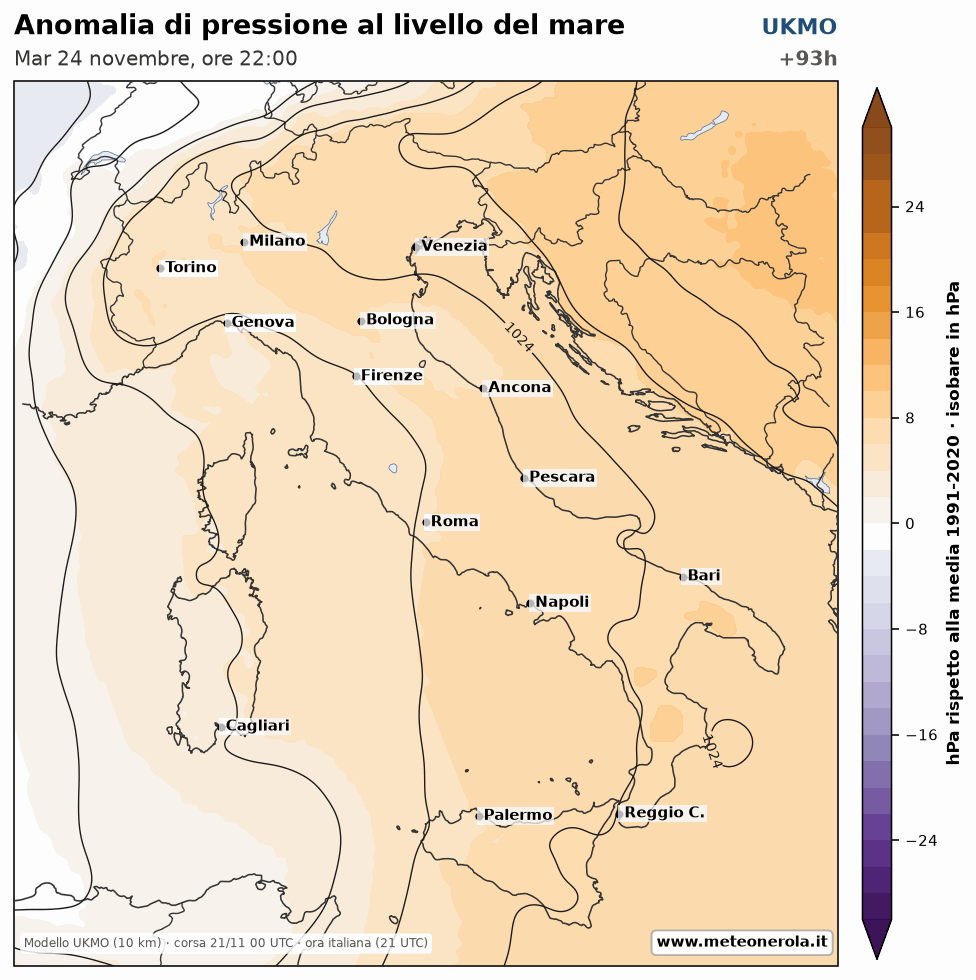 Anomalia di pressione al livello del mare
UKMO
Mar 24 novembre, ore 22:00
+93h
Milano
Venezia
Torino
Genova
Bologna
1024
Firenze
Ancona
Pescara
Roma
Bari
Napoli
Cagliari
1024
Palermo
Reggio C.
24
16
8
0
−8
−16
−24
hPa rispetto alla media 1991-2020 · isobare in hPa
Modello UKMO (10 km) · corsa 21/11 00 UTC · ora italiana (21 UTC)
www.meteonerola.it